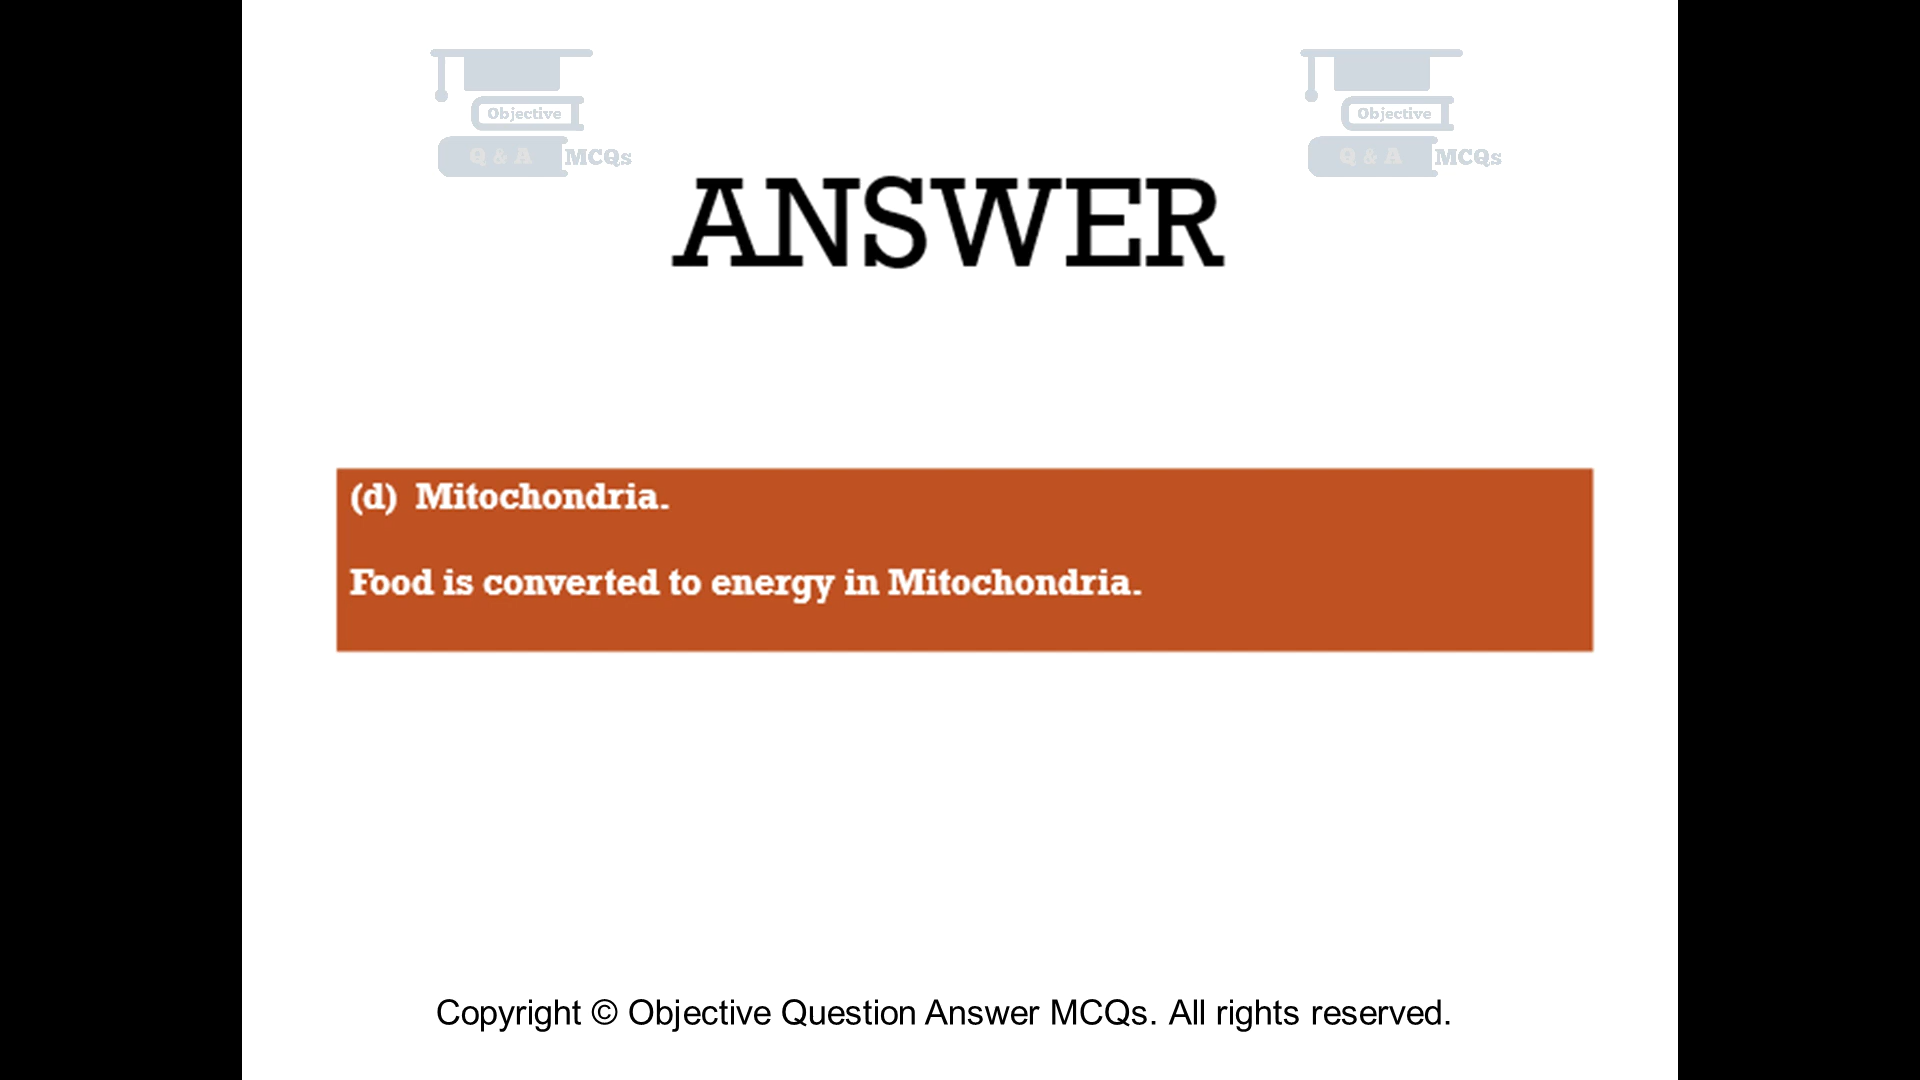 Objective
Q & A MCQs
Objective
Q & A MCQs
ANSWER
(d) Mitochondria.
Food is converted to energy in Mitochondria.
Copyright © Objective Question Answer MCQs. All rights reserved.